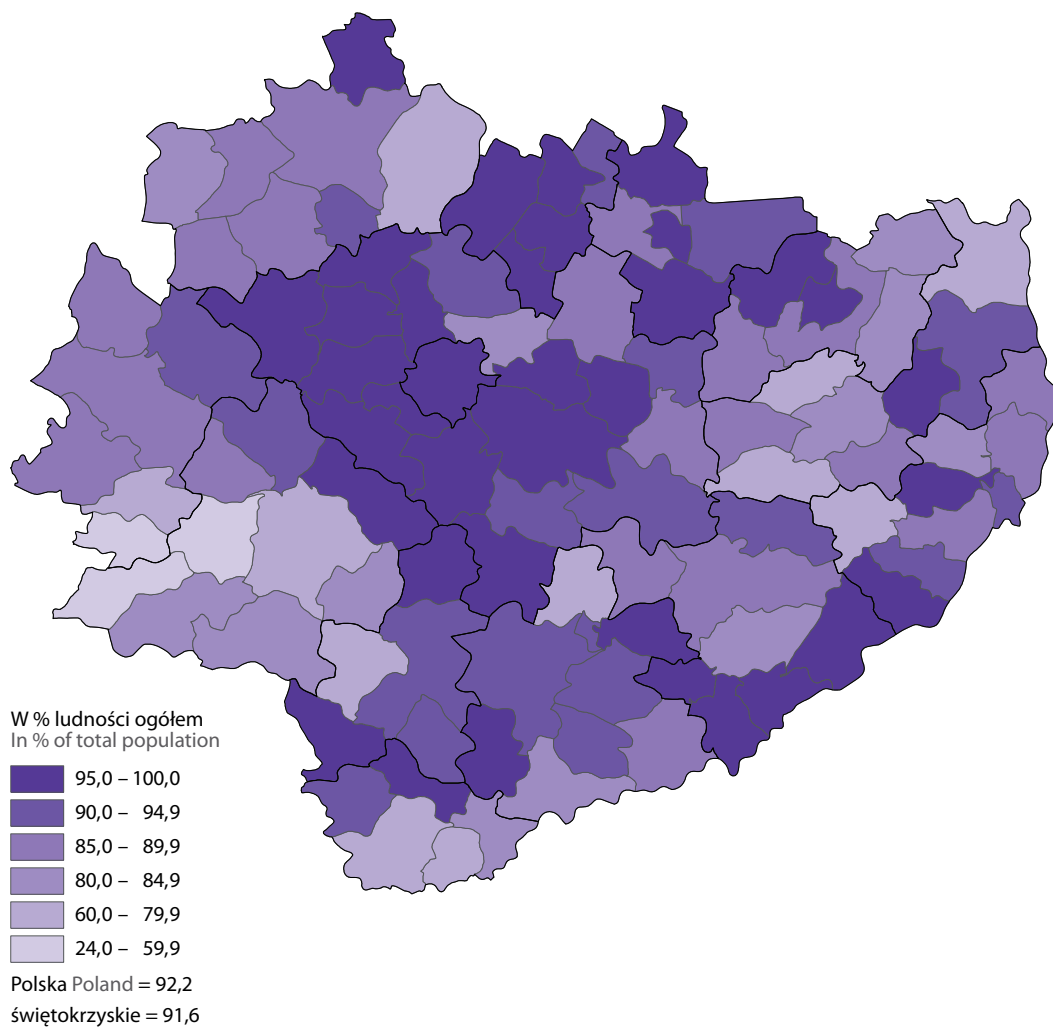 W % ludności ogółem
In % of total population
95,0 – 100,0
90,0 – 94,9
85,0 – 89,9
80,0 – 84,9
60,0 – 79,9
24,0 – 59,9
Polska Poland = 92,2
świętokrzyskie = 91,6